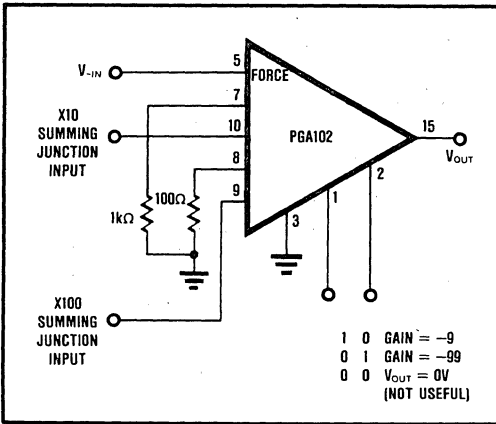 V-IN
5
FORCE
7
X10
SUMMING
JUNCTION
INPUT
10
PGA102
15
VOUT
8
2
1kΩ
100Ω
9
1
3
X100
SUMMING
JUNCTION
INPUT
1 0 GAIN = −9
0 1 GAIN = −99
0 0 VOUT = 0V
(NOT USEFUL)